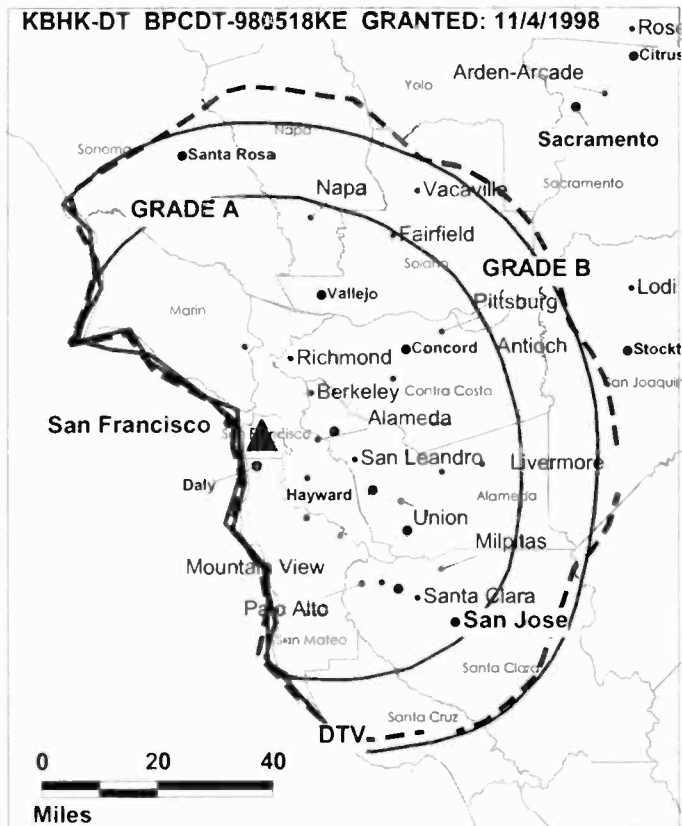 KBHK-DT BPCDT-980518KE GRANTED: 11/4/1998
Rose
Citrus
Yolo
Arden-Arcade
Sacramento
Napa
Sonoma
Santa Rosa
Sacramento
Napa
Vacaville
GRADE A
Fairfield
Solano
GRADE B
Vallejo
Lodi
Marin
Pittsburg
Richmond
Concord
Antioch
Stockt
Berkeley
Contra Costa
San Joaquin
San Francisco
Alameda
San Leandro
Livermore
Daly
Hayward
Alameda
Union
Milpitas
Mountain View
Palo Alto
Santa Clara
San Jose
San Mateo
Santa Clara
Santa Cruz
DTV
0 20 40
Miles